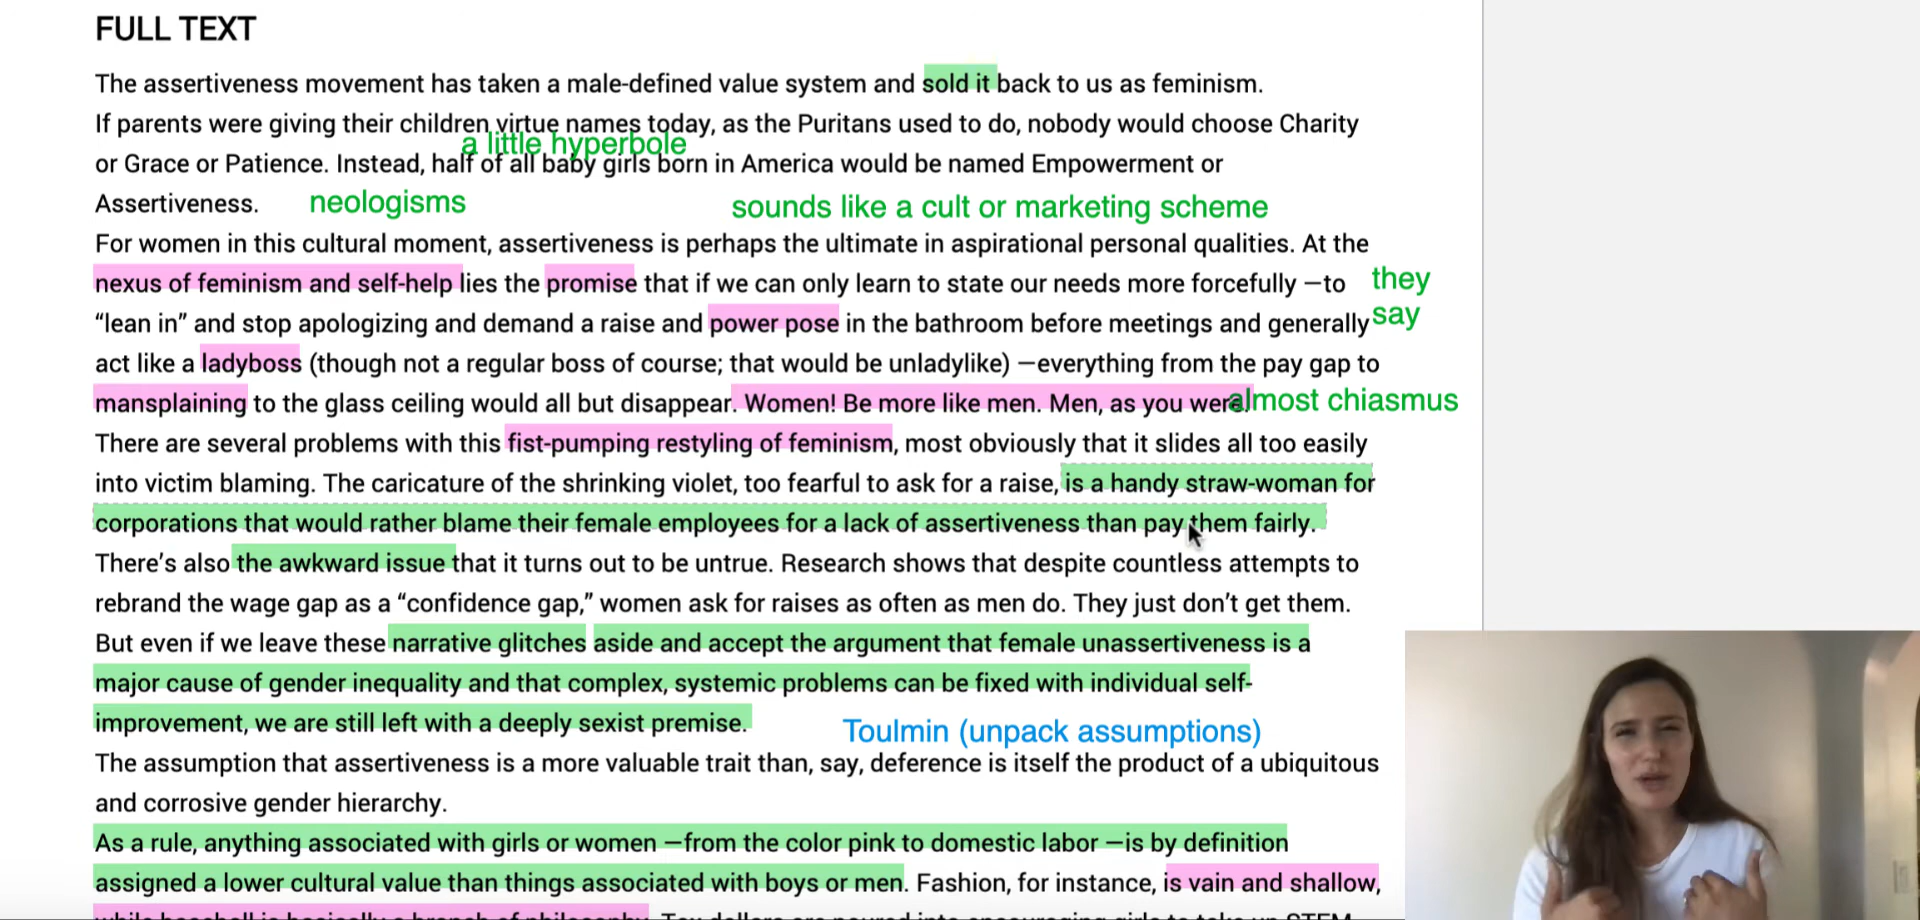 FULL TEXT
The assertiveness movement has taken a male-defined value system and sold it back to us as feminism.
If parents were giving their children virtue names today, as the Puritans used to do, nobody would choose Charity
a little hyperbole
or Grace or Patience. Instead, half of all baby girls born in America would be named Empowerment or
Assertiveness.
neologisms
sounds like a cult or marketing scheme
For women in this cultural moment, assertiveness is perhaps the ultimate in aspirational personal qualities. At the
nexus of feminism and self-help lies the promise that if we can only learn to state our needs more forcefully —to
they
say
“lean in” and stop apologizing and demand a raise and power pose in the bathroom before meetings and generally
act like a ladyboss (though not a regular boss of course; that would be unladylike) —everything from the pay gap to
mansplaining to the glass ceiling would all but disappear. Women! Be more like men. Men, as you were.
almost chiasmus
There are several problems with this fist-pumping restyling of feminism, most obviously that it slides all too easily
into victim blaming. The caricature of the shrinking violet, too fearful to ask for a raise, is a handy straw-woman for
corporations that would rather blame their female employees for a lack of assertiveness than pay them fairly.
There’s also the awkward issue that it turns out to be untrue. Research shows that despite countless attempts to
rebrand the wage gap as a “confidence gap,” women ask for raises as often as men do. They just don’t get them.
But even if we leave these narrative glitches aside and accept the argument that female unassertiveness is a
major cause of gender inequality and that complex, systemic problems can be fixed with individual self-
improvement, we are still left with a deeply sexist premise.
Toulmin (unpack assumptions)
The assumption that assertiveness is a more valuable trait than, say, deference is itself the product of a ubiquitous
and corrosive gender hierarchy.
As a rule, anything associated with girls or women —from the color pink to domestic labor —is by definition
assigned a lower cultural value than things associated with boys or men. Fashion, for instance, is vain and shallow,
while baseball is basically a branch of philosophy. Tax dollars are poured into encouraging girls to take up STEM